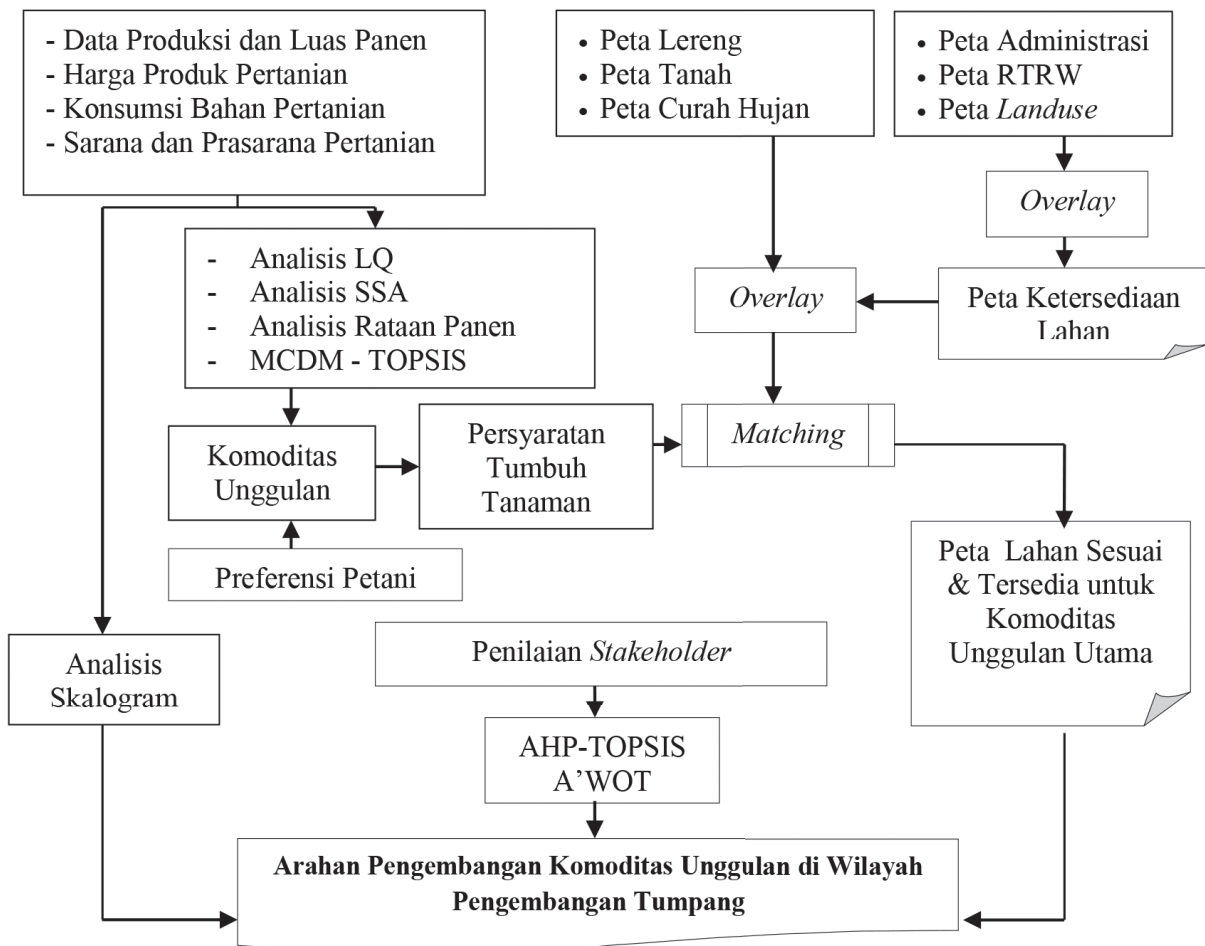 - Data Produksi dan Luas Panen
- Harga Produk Pertanian
- Konsumsi Bahan Pertanian
- Sarana dan Prasarana Pertanian
• Peta Lereng
• Peta Tanah
• Peta Curah Hujan
• Peta Administrasi
• Peta RTRW
• Peta Landuse
Overlay
- Analisis LQ
- Analisis SSA
- Analisis Rataan Panen
- MCDM - TOPSIS
Overlay
Peta Ketersediaan
Lahan
Komoditas
Unggulan
Persyaratan
Tumbuh
Tanaman
Matching
Preferensi Petani
Peta Lahan Sesuai
& Tersedia untuk
Komoditas
Unggulan Utama
Analisis
Skalogram
Penilaian Stakeholder
AHP-TOPSIS
A’WOT
Arahan Pengembangan Komoditas Unggulan di Wilayah
Pengembangan Tumpang